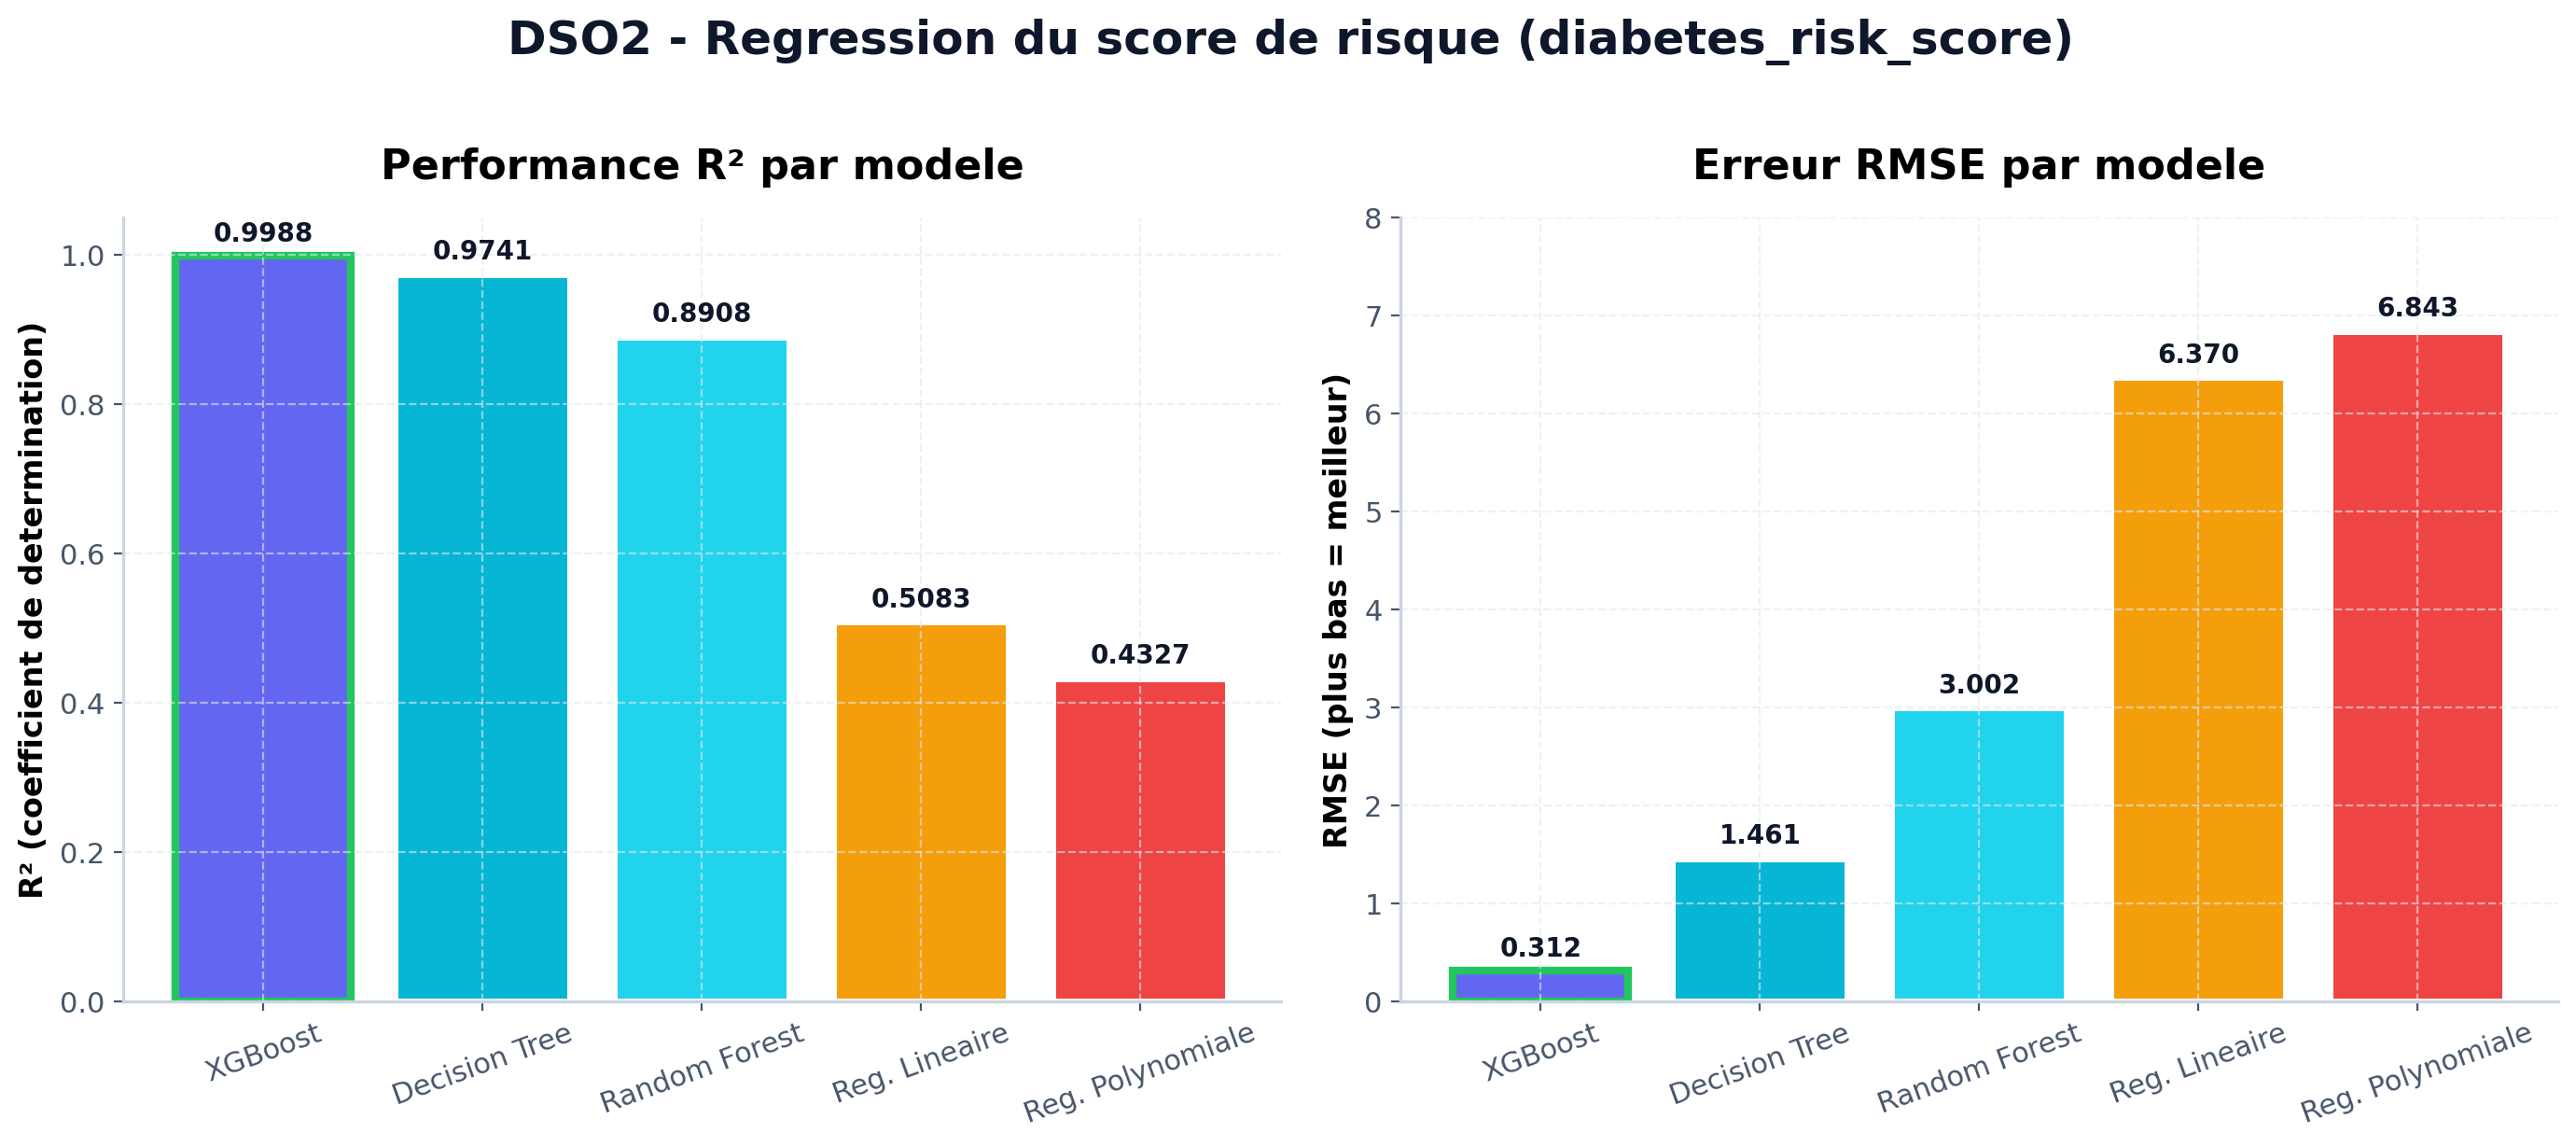 DSO2 - Regression du score de risque (diabetes_risk_score)
Performance R² par modele
R² (coefficient de determination)
1.0
0.8
0.6
0.4
0.2
0.0
0.9988
0.9741
0.8908
0.5083
0.4327
XGBoost
Decision Tree
Random Forest
Reg. Lineaire
Reg. Polynomiale
Erreur RMSE par modele
RMSE (plus bas = meilleur)
8
7
6
5
4
3
2
1
0
0.312
1.461
3.002
6.370
6.843
XGBoost
Decision Tree
Random Forest
Reg. Lineaire
Reg. Polynomiale